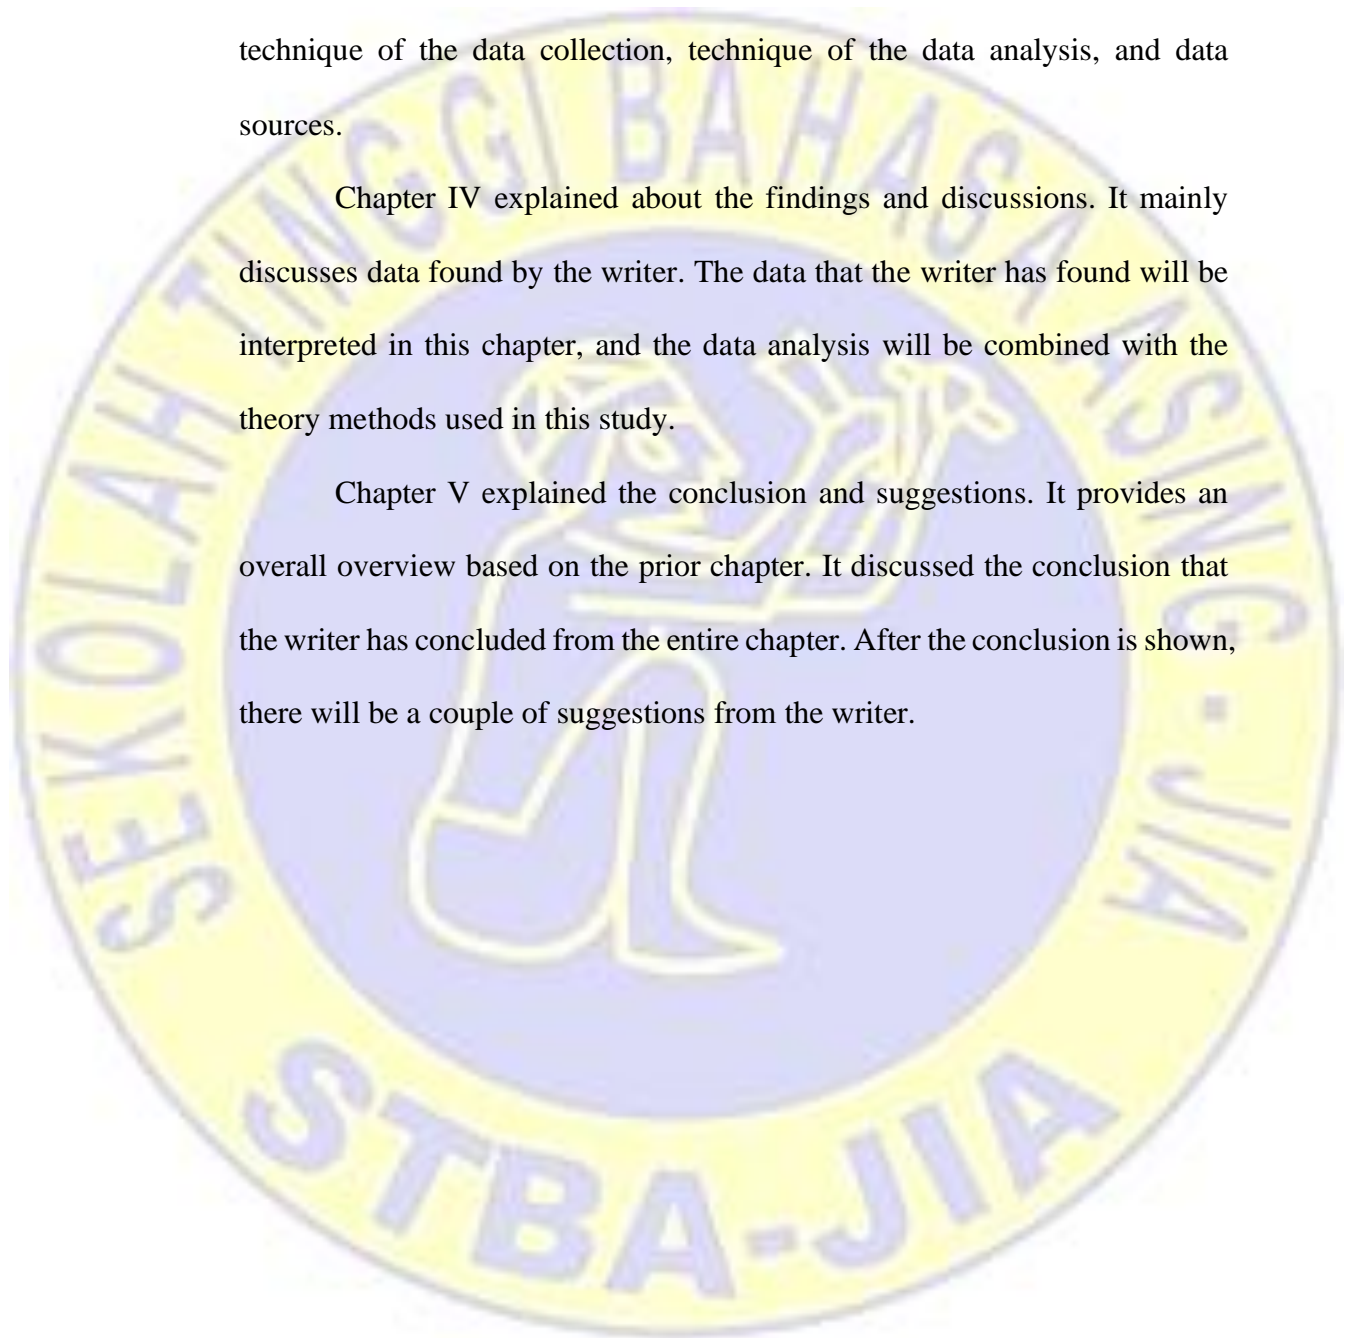 technique of the data collection, technique of the data analysis, and data
sources.
Chapter IV explained about the findings and discussions. It mainly
discusses data found by the writer. The data that the writer has found will be
interpreted in this chapter, and the data analysis will be combined with the
theory methods used in this study.
Chapter V explained the conclusion and suggestions. It provides an
overall overview based on the prior chapter. It discussed the conclusion that
the writer has concluded from the entire chapter. After the conclusion is shown,
there will be a couple of suggestions from the writer.
SEKOLAH TINGGI BAHASA ASING - JIA
STBA-JIA